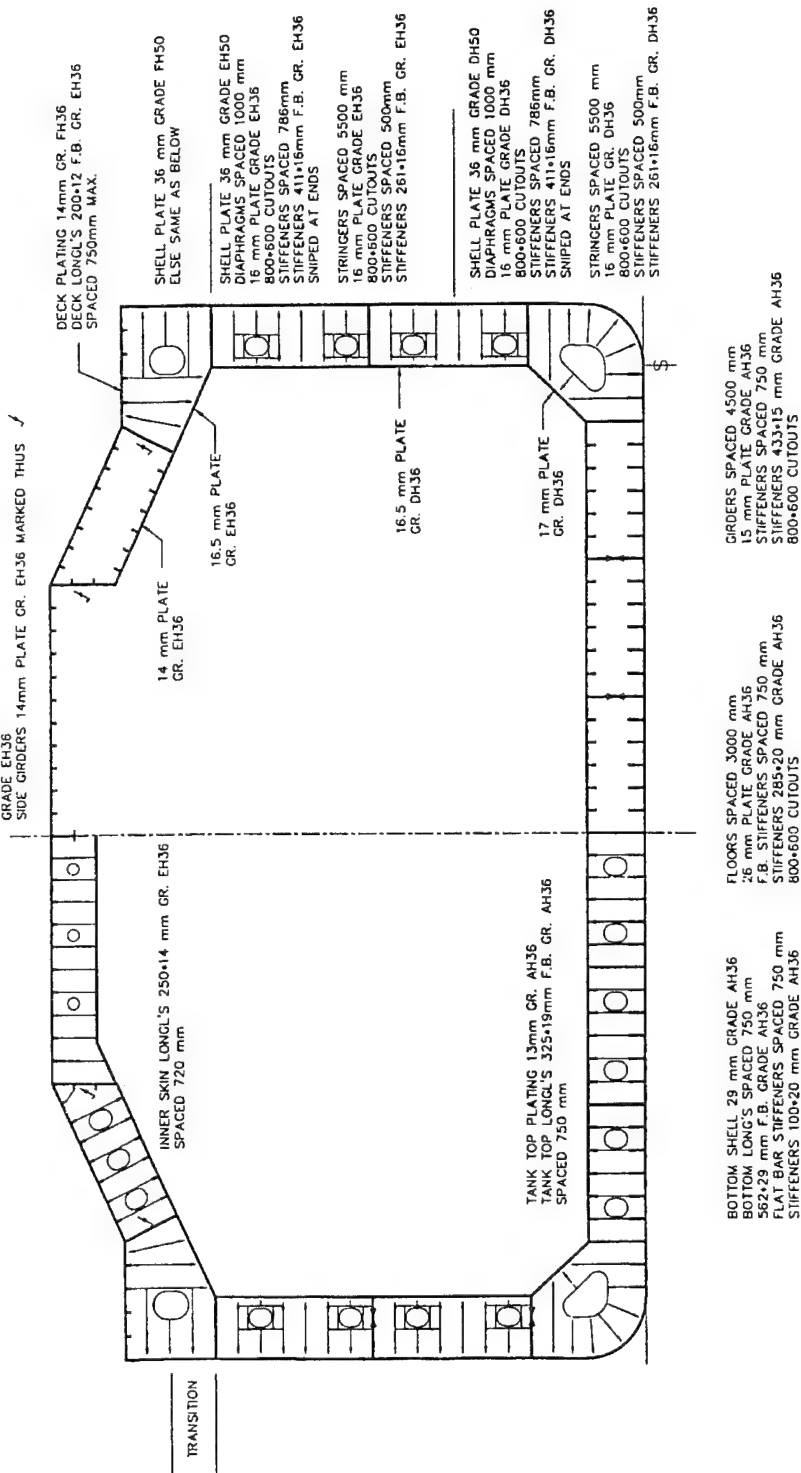 GRADE EH36
SIDE GIRDERS 14mm PLATE GR. EH36 MARKED THUS
DECK PLATING 14mm GR. FH36
DECK LONGL'S 200*12 F.B. GR. EH36
SPACED 750mm MAX.
SHELL PLATE 36 mm GRADE FH50
ELSE SAME AS BELOW
SHELL PLATE 36 mm GRADE EH50
DIAPHRAGMS SPACED 1000 mm
16 mm PLATE GRADE EH36
800*600 CUTOUTS
STIFFENERS SPACED 786mm
STIFFENERS 411*16mm F.B. GR. EH36
SNIPED AT ENDS
STRINGERS SPACED 5500 mm
16 mm PLATE GRADE EH36
800*600 CUTOUTS
STIFFENERS SPACED 500mm
STIFFENERS 261*16mm F.B. GR. EH36
SHELL PLATE 36 mm GRADE DH50
DIAPHRAGMS SPACED 1000 mm
16 mm PLATE GRADE DH36
800*600 CUTOUTS
STIFFENERS SPACED 786mm
STIFFENERS 411*16mm F.B. GR. DH36
SNIPED AT ENDS
STRINGERS SPACED 5500 mm
16 mm PLATE GR. DH36
800*600 CUTOUTS
STIFFENERS SPACED 500mm
STIFFENERS 261*16mm F.B. GR. DH36
14 mm PLATE
GR. EH36
16.5 mm PLATE
GR. EH36
16.5 mm PLATE
GR. DH36
17 mm PLATE
GR. DH36
INNER SKIN LONGL'S 250*14 mm GR. EH36
SPACED 720 mm
TANK TOP PLATING 13mm GR. AH36
TANK TOP LONGL'S 325*19mm F.B. GR. AH36
SPACED 750 mm
TRANSITION
BOTTOM SHELL 29 mm GRADE AH36
BOTTOM LONG'S SPACED 750 mm
562*29 mm F.B. GRADE AH36
FLAT BAR STIFFENERS SPACED 750 mm
STIFFENERS 100*20 mm GRADE AH36
FLOORS SPACED 3000 mm
26 mm PLATE GRADE AH36
F.B. STIFFENERS SPACED 750 mm
STIFFENERS 285*20 mm GRADE AH36
800*600 CUTOUTS
GIRDERS SPACED 4500 mm
15 mm PLATE GRADE AH36
STIFFENERS SPACED 750 mm
STIFFENERS 433*15 mm GRADE AH36
800*600 CUTOUTS